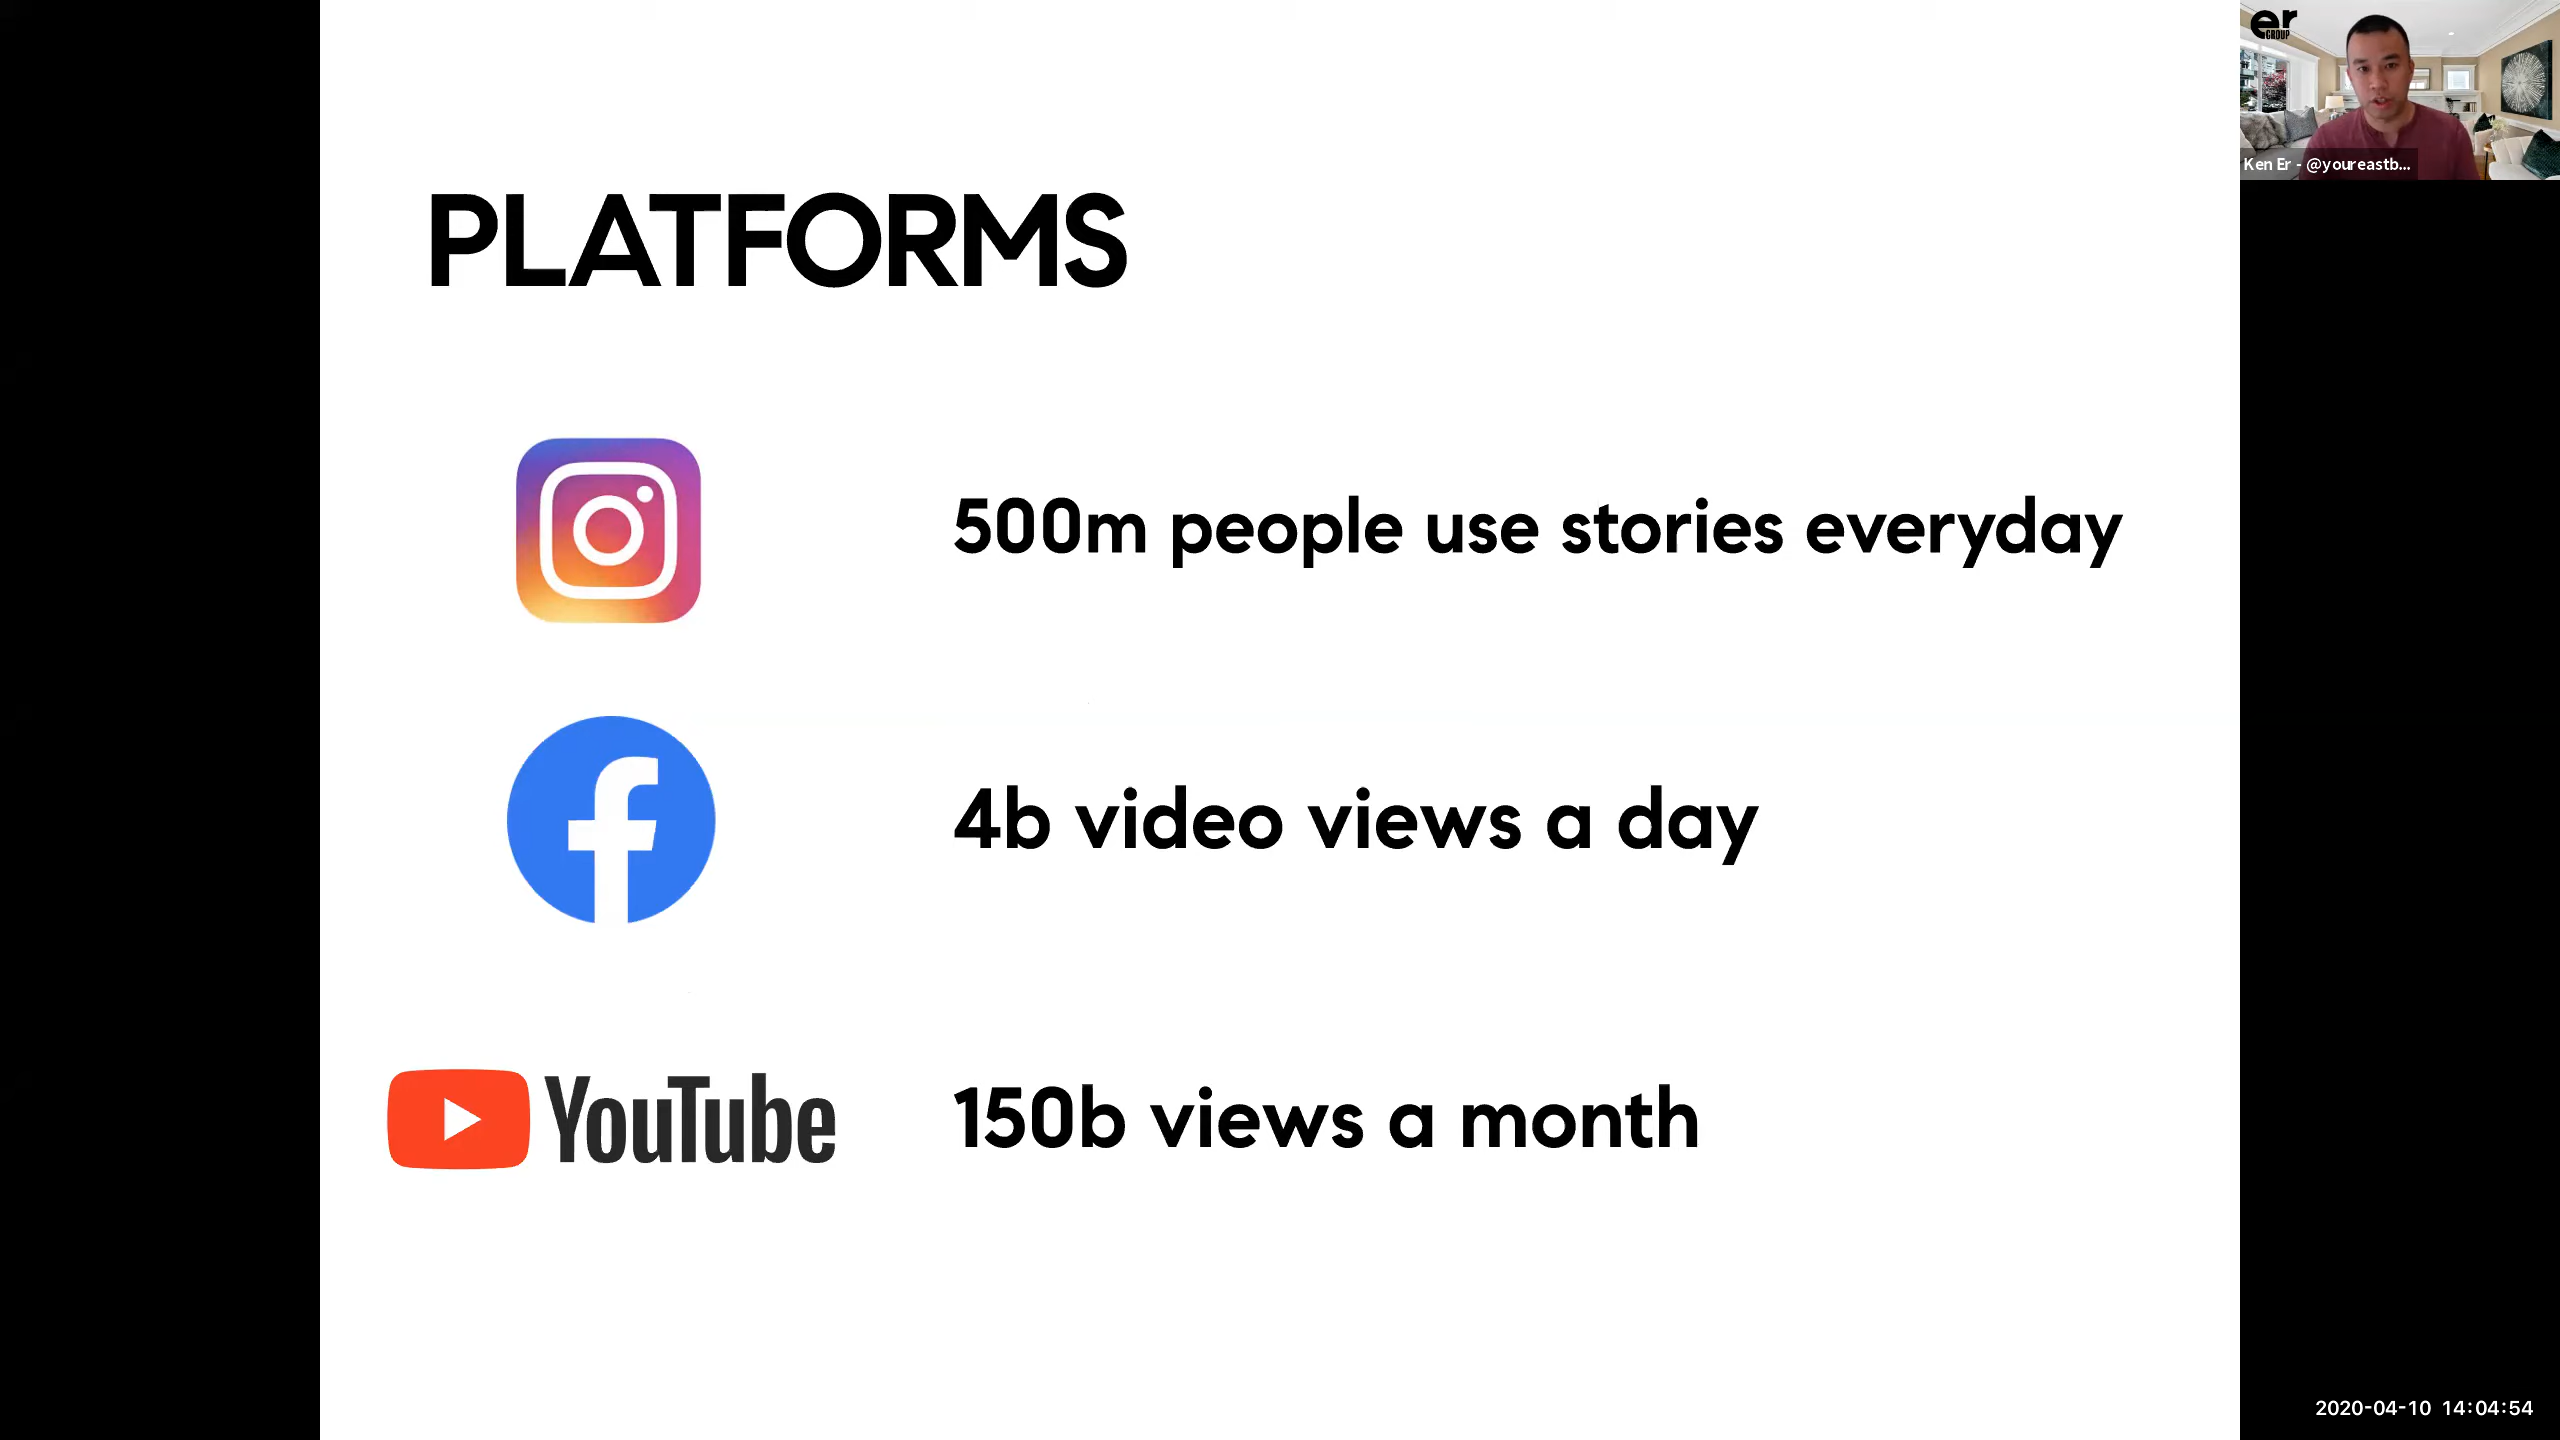 er
GROUP
Ken Er - @youreastb...
PLATFORMS
500m people use stories everyday
4b video views a day
YouTube
150b views a month
2020-04-10 14:04:54